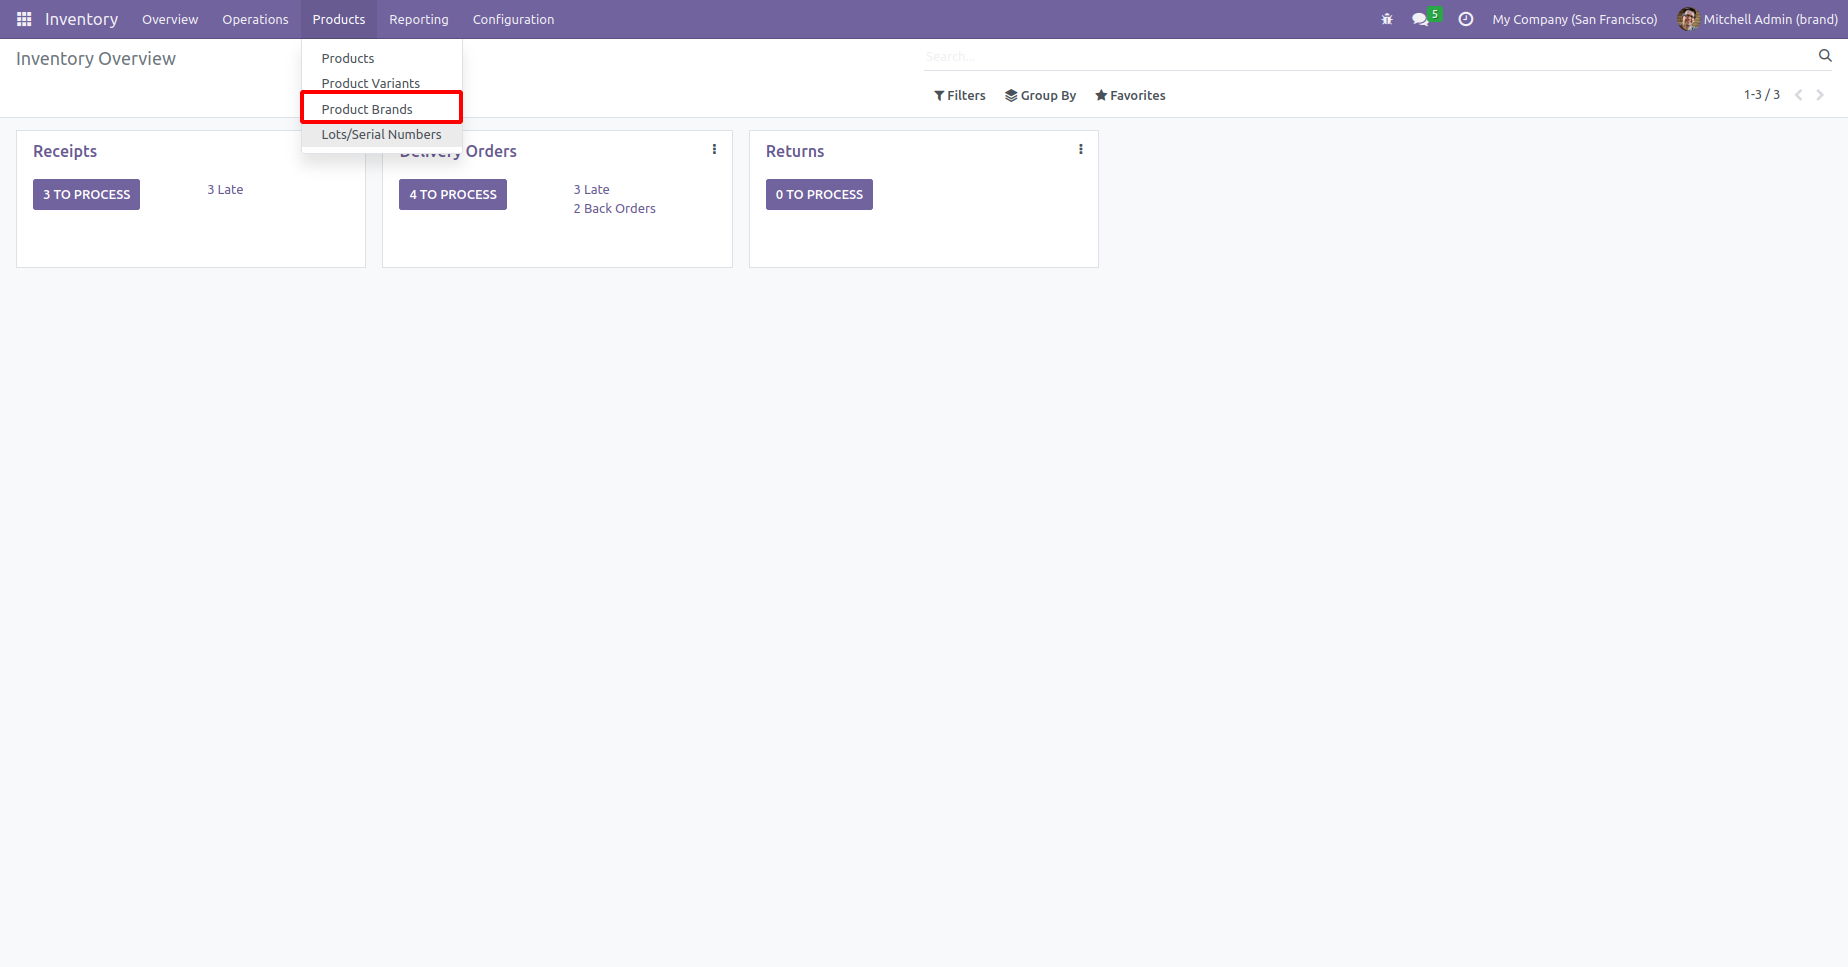 Inventory Overview Operations Products Reporting Configuration 5 My Company (San Francisco) Mitchell Admin (brand)
Inventory Overview
Search...
Products
Product Variants
Product Brands
Lots/Serial Numbers
Filters Group By Favorites 1-3 / 3
Receipts
3 TO PROCESS 3 Late
Delivery Orders
4 TO PROCESS 3 Late
2 Back Orders
Returns
0 TO PROCESS